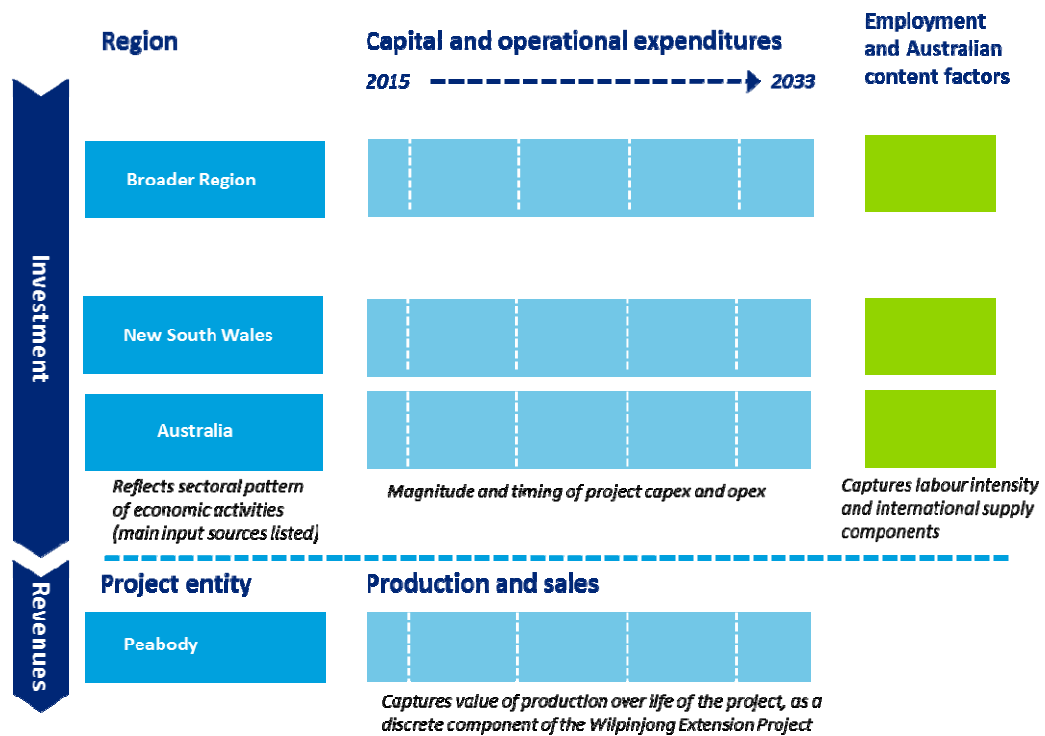 Region
Capital and operational expenditures
Employment
and Australian
content factors
2015
2033
Investment
Broader Region
New South Wales
Australia
Reflects sectoral pattern
of economic activities
(main input sources listed)
Magnitude and timing of project capex and opex
Captures labour intensity
and international supply
components
Revenues
Project entity
Production and sales
Peabody
Captures value of production over life of the project, as a
discrete component of the Wilpinjong Extension Project